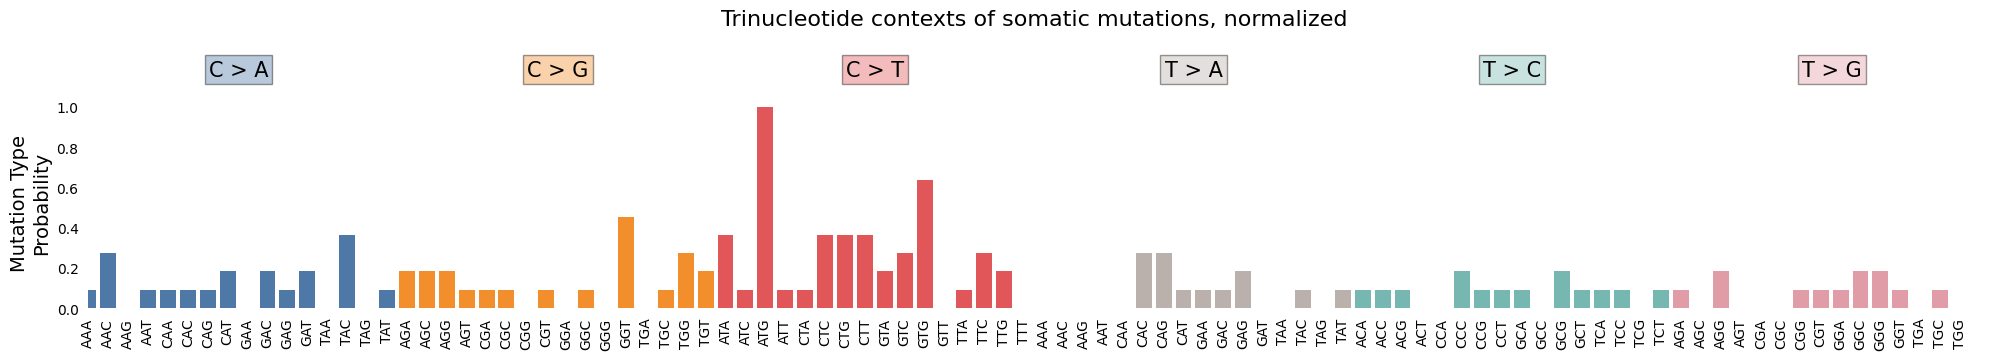 Trinucleotide contexts of somatic mutations, normalized
C > A
C > G
C > T
T > A
T > C
T > G
Mutation Type
Probability
1.0
0.8
0.6
0.4
0.2
0.0
AAA
AAC
AAG
AAT
CAA
CAC
CAG
CAT
GAA
GAC
GAG
GAT
TAA
TAC
TAG
TAT
AGA
AGC
AGG
AGT
CGA
CGC
CGG
CGT
GGA
GGC
GGG
GGT
TGA
TGC
TGG
TGT
ATA
ATC
ATG
ATT
CTA
CTC
CTG
CTT
GTA
GTC
GTG
GTT
TTA
TTC
TTG
TTT
AAA
AAC
AAG
AAT
CAA
CAC
CAG
CAT
GAA
GAC
GAG
GAT
TAA
TAC
TAG
TAT
ACA
ACC
ACG
ACT
CCA
CCC
CCG
CCT
GCA
GCC
GCG
GCT
TCA
TCC
TCG
TCT
AGA
AGC
AGG
AGT
CGA
CGC
CGG
CGT
GGA
GGC
GGG
GGT
TGA
TGC
TGG